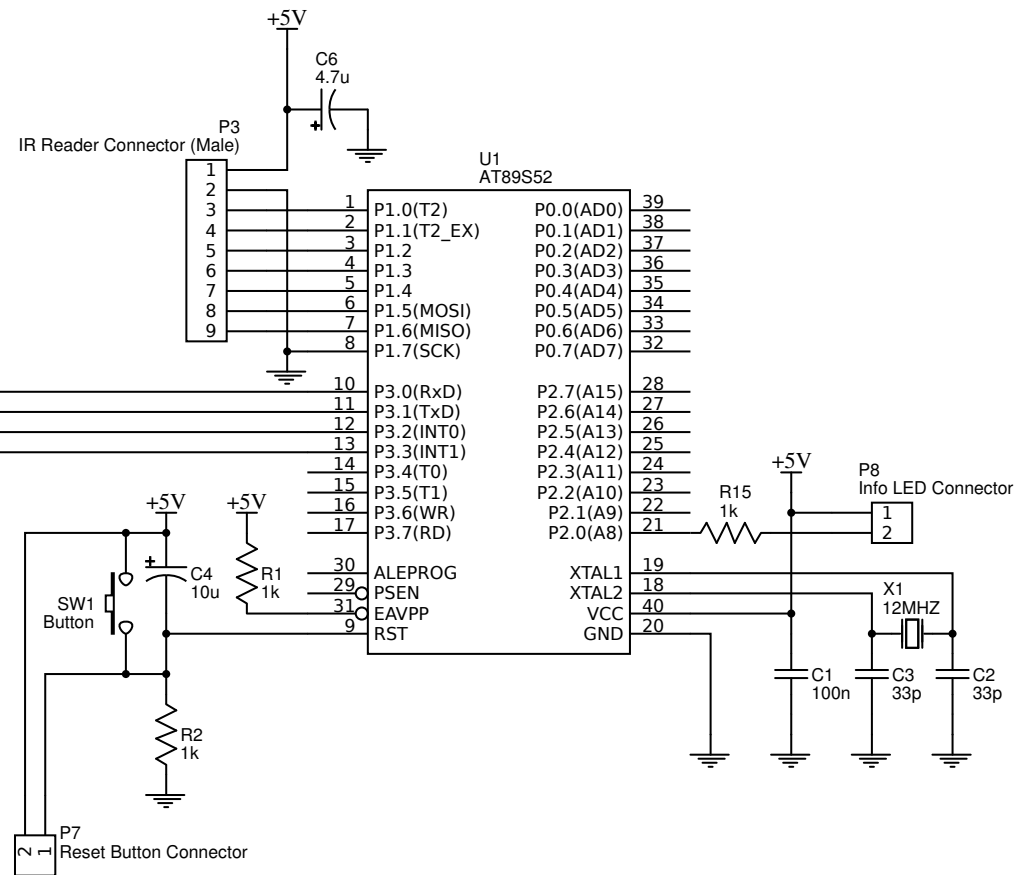 +5V
C6
4.7u
P3
IR Reader Connector (Male)
1
2
3
4
5
6
7
8
9
U1
AT89S52
1 P1.0(T2)
2 P1.1(T2_EX)
3 P1.2
4 P1.3
5 P1.4
6 P1.5(MOSI)
7 P1.6(MISO)
8 P1.7(SCK)
10 P3.0(RxD)
11 P3.1(TxD)
12 P3.2(INT0)
13 P3.3(INT1)
14 P3.4(T0)
15 P3.5(T1)
16 P3.6(WR)
17 P3.7(RD)
30 ALEPROG
29 PSEN
31 EAVPP
9 RST
P0.0(AD0) 39
P0.1(AD1) 38
P0.2(AD2) 37
P0.3(AD3) 36
P0.4(AD4) 35
P0.5(AD5) 34
P0.6(AD6) 33
P0.7(AD7) 32
P2.7(A15) 28
P2.6(A14) 27
P2.5(A13) 26
P2.4(A12) 25
P2.3(A11) 24
P2.2(A10) 23
P2.1(A9) 22
P2.0(A8) 21
XTAL1 19
XTAL2 18
VCC 40
GND 20
+5V
+5V
C4
10u
R1
1k
SW1
Button
R2
1k
P7
Reset Button Connector
2 1
R15
1k
+5V
P8
Info LED Connector
1
2
X1
12MHZ
C1
100n
C3
33p
C2
33p